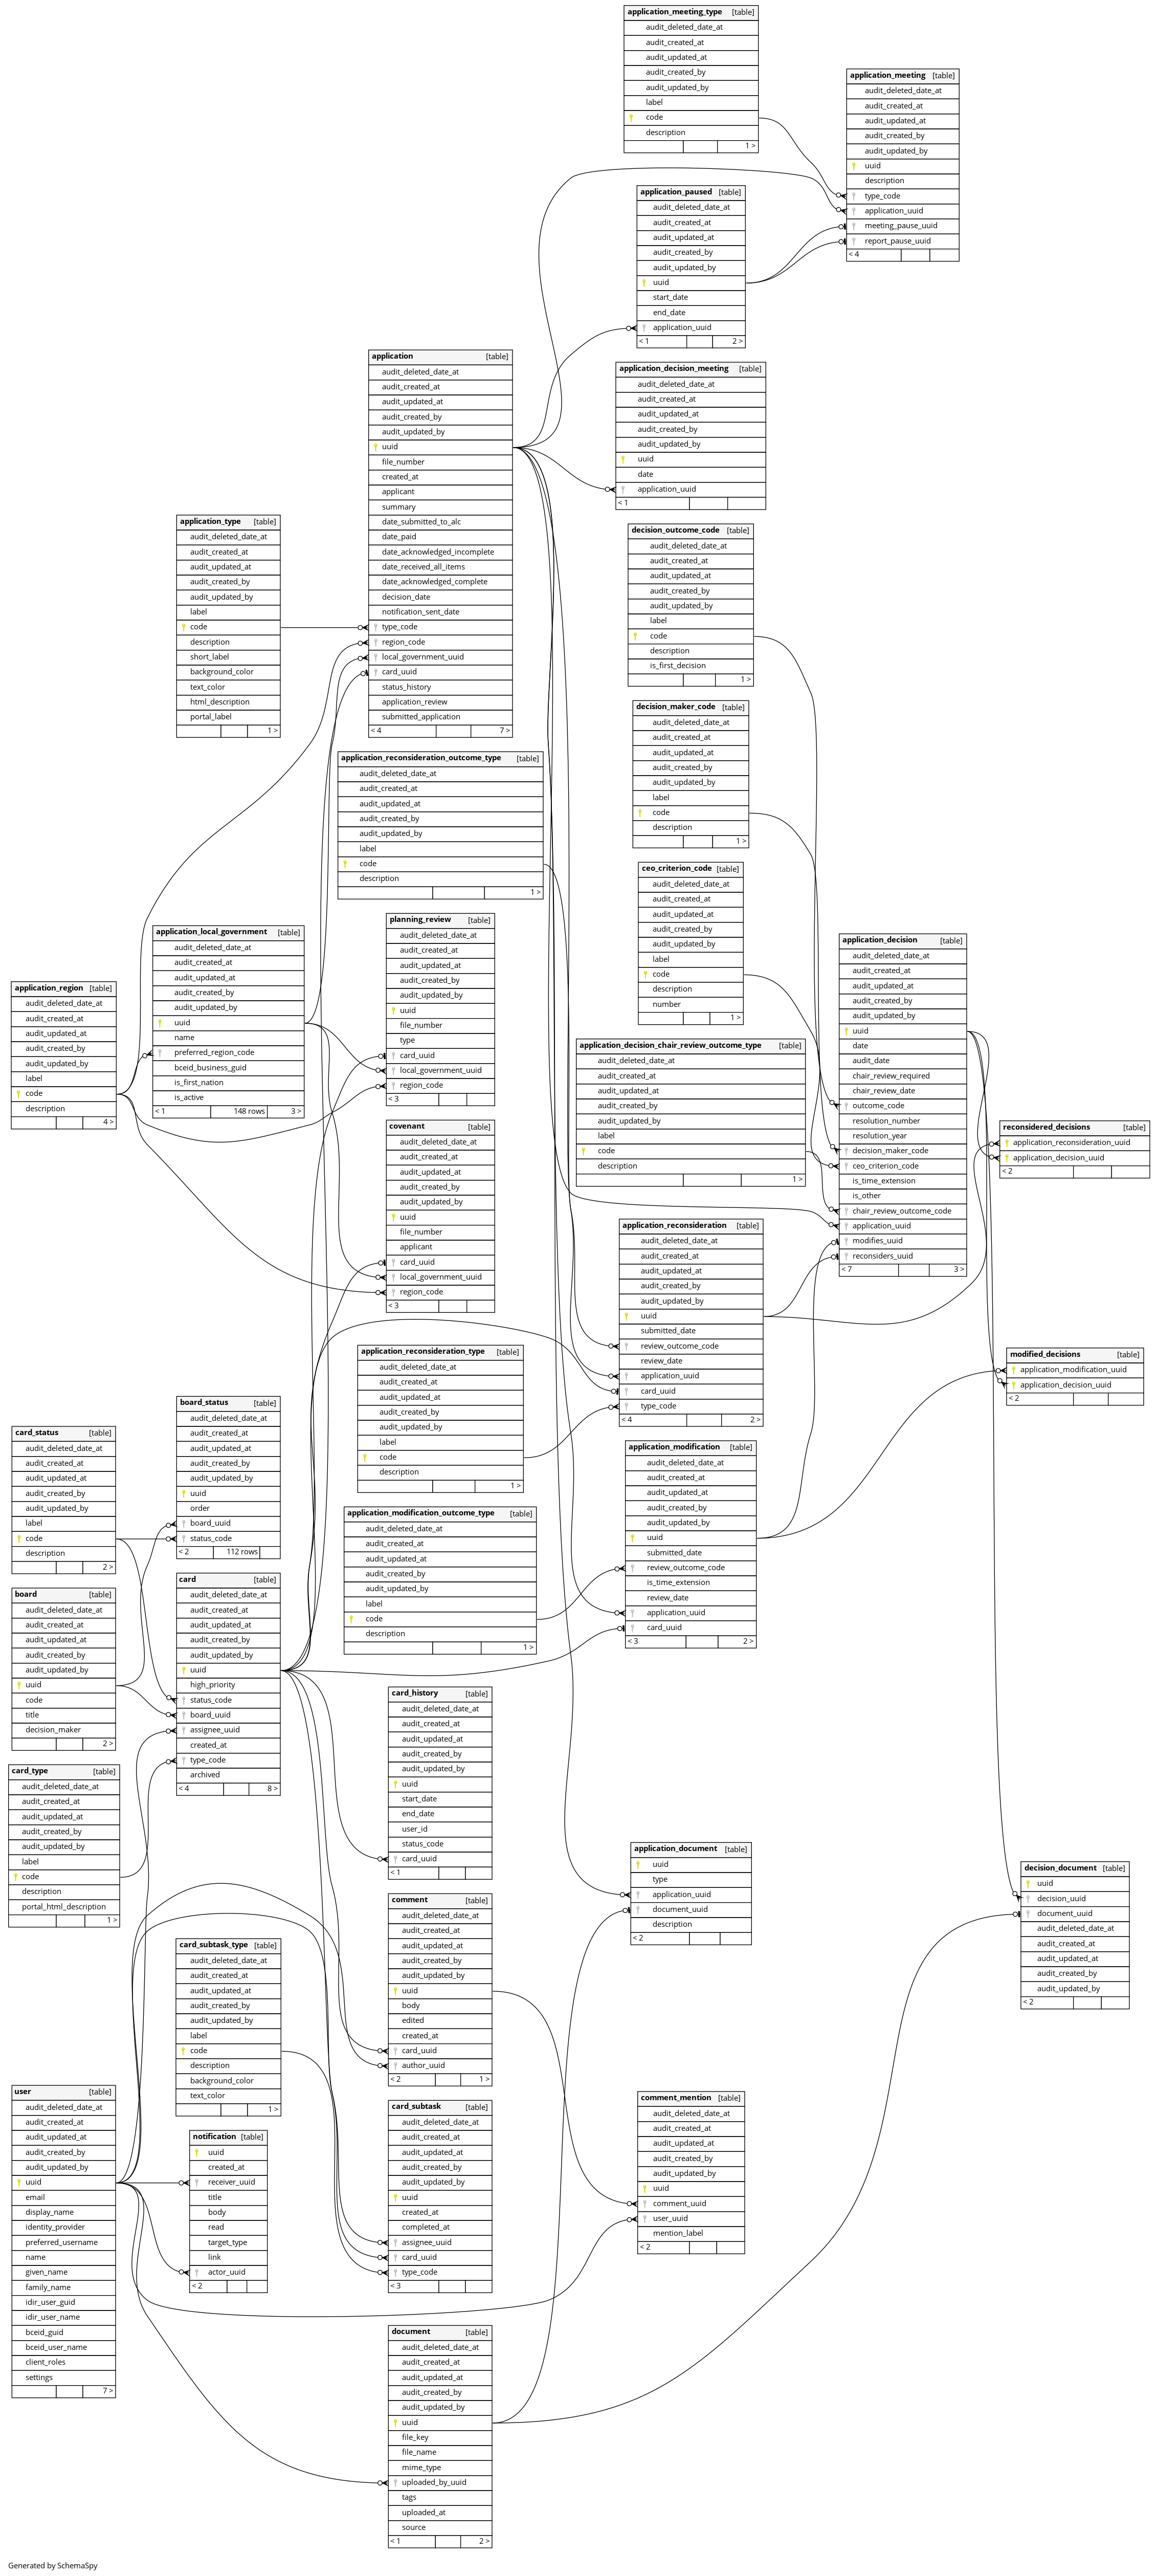 application_meeting_type [table]
audit_deleted_date_at
audit_created_at
audit_updated_at
audit_created_by
audit_updated_by
label
code
description
1 >
application_meeting [table]
audit_deleted_date_at
audit_created_at
audit_updated_at
audit_created_by
audit_updated_by
uuid
description
type_code
application_uuid
meeting_pause_uuid
report_pause_uuid
< 4
application_paused [table]
audit_deleted_date_at
audit_created_at
audit_updated_at
audit_created_by
audit_updated_by
uuid
start_date
end_date
application_uuid
< 1 2 >
application [table]
audit_deleted_date_at
audit_created_at
audit_updated_at
audit_created_by
audit_updated_by
uuid
file_number
created_at
applicant
summary
date_submitted_to_alc
date_paid
date_acknowledged_incomplete
date_received_all_items
date_acknowledged_complete
decision_date
notification_sent_date
type_code
region_code
local_government_uuid
card_uuid
status_history
application_review
submitted_application
< 4 7 >
application_decision_meeting [table]
audit_deleted_date_at
audit_created_at
audit_updated_at
audit_created_by
audit_updated_by
uuid
date
application_uuid
< 1
application_type [table]
audit_deleted_date_at
audit_created_at
audit_updated_at
audit_created_by
audit_updated_by
label
code
description
short_label
background_color
text_color
html_description
portal_label
1 >
decision_outcome_code [table]
audit_deleted_date_at
audit_created_at
audit_updated_at
audit_created_by
audit_updated_by
label
code
description
is_first_decision
1 >
decision_maker_code [table]
audit_deleted_date_at
audit_created_at
audit_updated_at
audit_created_by
audit_updated_by
label
code
description
1 >
application_reconsideration_outcome_type [table]
audit_deleted_date_at
audit_created_at
audit_updated_at
audit_created_by
audit_updated_by
label
code
description
1 >
ceo_criterion_code [table]
audit_deleted_date_at
audit_created_at
audit_updated_at
audit_created_by
audit_updated_by
label
code
description
number
1 >
planning_review [table]
audit_deleted_date_at
audit_created_at
audit_updated_at
audit_created_by
audit_updated_by
uuid
file_number
type
card_uuid
local_government_uuid
region_code
< 3
application_local_government [table]
audit_deleted_date_at
audit_created_at
audit_updated_at
audit_created_by
audit_updated_by
uuid
name
preferred_region_code
bceid_business_guid
is_first_nation
is_active
< 1 148 rows 3 >
application_decision [table]
audit_deleted_date_at
audit_created_at
audit_updated_at
audit_created_by
audit_updated_by
uuid
date
audit_date
chair_review_required
chair_review_date
outcome_code
resolution_number
resolution_year
decision_maker_code
ceo_criterion_code
is_time_extension
is_other
chair_review_outcome_code
application_uuid
modifies_uuid
reconsiders_uuid
< 7 3 >
application_region [table]
audit_deleted_date_at
audit_created_at
audit_updated_at
audit_created_by
audit_updated_by
label
code
description
4 >
application_decision_chair_review_outcome_type [table]
audit_deleted_date_at
audit_created_at
audit_updated_at
audit_created_by
audit_updated_by
label
code
description
1 >
covenant [table]
audit_deleted_date_at
audit_created_at
audit_updated_at
audit_created_by
audit_updated_by
uuid
file_number
applicant
card_uuid
local_government_uuid
region_code
< 3
reconsidered_decisions [table]
application_reconsideration_uuid
application_decision_uuid
< 2
application_reconsideration [table]
audit_deleted_date_at
audit_created_at
audit_updated_at
audit_created_by
audit_updated_by
uuid
submitted_date
review_outcome_code
review_date
application_uuid
card_uuid
type_code
< 4 2 >
application_reconsideration_type [table]
audit_deleted_date_at
audit_created_at
audit_updated_at
audit_created_by
audit_updated_by
label
code
description
1 >
modified_decisions [table]
application_modification_uuid
application_decision_uuid
< 2
board_status [table]
audit_deleted_date_at
audit_created_at
audit_updated_at
audit_created_by
audit_updated_by
uuid
order
board_uuid
status_code
< 2 112 rows
card_status [table]
audit_deleted_date_at
audit_created_at
audit_updated_at
audit_created_by
audit_updated_by
label
code
description
2 >
application_modification [table]
audit_deleted_date_at
audit_created_at
audit_updated_at
audit_created_by
audit_updated_by
uuid
submitted_date
review_outcome_code
is_time_extension
review_date
application_uuid
card_uuid
< 3 2 >
application_modification_outcome_type [table]
audit_deleted_date_at
audit_created_at
audit_updated_at
audit_created_by
audit_updated_by
label
code
description
1 >
card [table]
audit_deleted_date_at
audit_created_at
audit_updated_at
audit_created_by
audit_updated_by
uuid
high_priority
status_code
board_uuid
assignee_uuid
created_at
type_code
archived
< 4 8 >
board [table]
audit_deleted_date_at
audit_created_at
audit_updated_at
audit_created_by
audit_updated_by
uuid
code
title
decision_maker
2 >
card_history [table]
audit_deleted_date_at
audit_created_at
audit_updated_at
audit_created_by
audit_updated_by
uuid
start_date
end_date
user_id
status_code
card_uuid
< 1
card_type [table]
audit_deleted_date_at
audit_created_at
audit_updated_at
audit_created_by
audit_updated_by
label
code
description
portal_html_description
1 >
application_document [table]
uuid
type
application_uuid
document_uuid
description
< 2
decision_document [table]
uuid
decision_uuid
document_uuid
audit_deleted_date_at
audit_created_at
audit_updated_at
audit_created_by
audit_updated_by
< 2
comment [table]
audit_deleted_date_at
audit_created_at
audit_updated_at
audit_created_by
audit_updated_by
uuid
body
edited
created_at
card_uuid
author_uuid
< 2 1 >
card_subtask_type [table]
audit_deleted_date_at
audit_created_at
audit_updated_at
audit_created_by
audit_updated_by
label
code
description
background_color
text_color
1 >
user [table]
audit_deleted_date_at
audit_created_at
audit_updated_at
audit_created_by
audit_updated_by
uuid
email
display_name
identity_provider
preferred_username
name
given_name
family_name
idir_user_guid
idir_user_name
bceid_guid
bceid_user_name
client_roles
settings
7 >
comment_mention [table]
audit_deleted_date_at
audit_created_at
audit_updated_at
audit_created_by
audit_updated_by
uuid
comment_uuid
user_uuid
mention_label
< 2
card_subtask [table]
audit_deleted_date_at
audit_created_at
audit_updated_at
audit_created_by
audit_updated_by
uuid
created_at
completed_at
assignee_uuid
card_uuid
type_code
< 3
notification [table]
uuid
created_at
receiver_uuid
title
body
read
target_type
link
actor_uuid
< 2
document [table]
audit_deleted_date_at
audit_created_at
audit_updated_at
audit_created_by
audit_updated_by
uuid
file_key
file_name
mime_type
uploaded_by_uuid
tags
uploaded_at
source
< 1 2 >
Generated by SchemaSpy